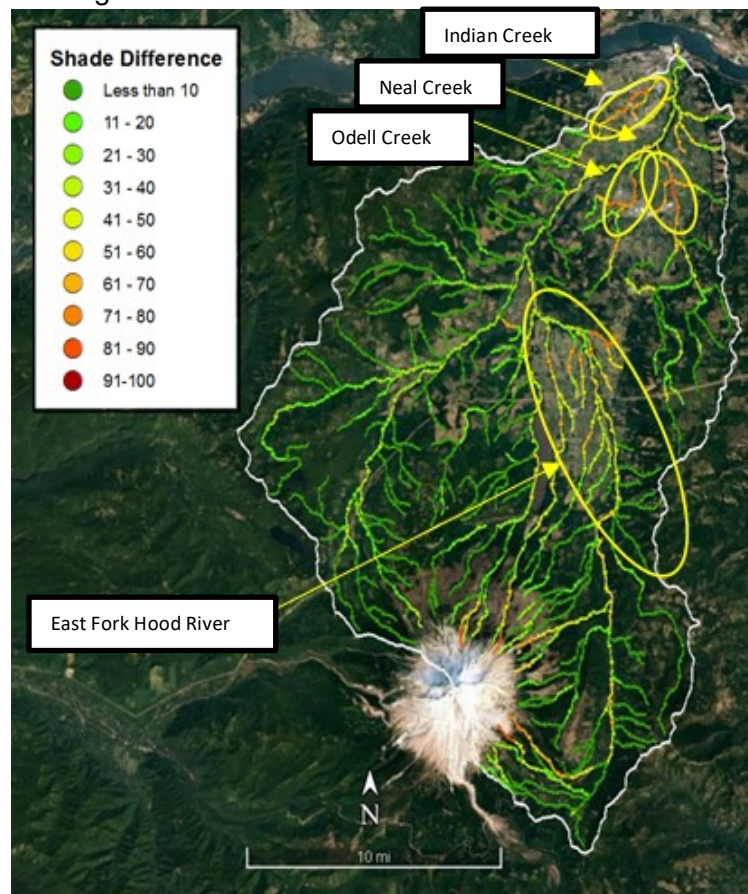 Indian Creek
Neal Creek
Odell Creek
Shade Difference
Less than 10
11 - 20
21 - 30
31 - 40
41 - 50
51 - 60
61 - 70
71 - 80
81 - 90
91-100
East Fork Hood River
N
10 mi